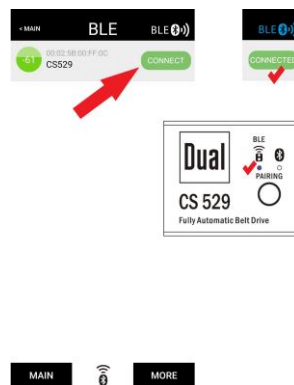 < MAIN BLE BLE
-61 00:02:5B:00:FF:0C CONNECT
CS529
BLE
CONNECTED
Dual
BLE
PAIRING
CS 529
Fully Automatic Belt Drive
MAIN MORE